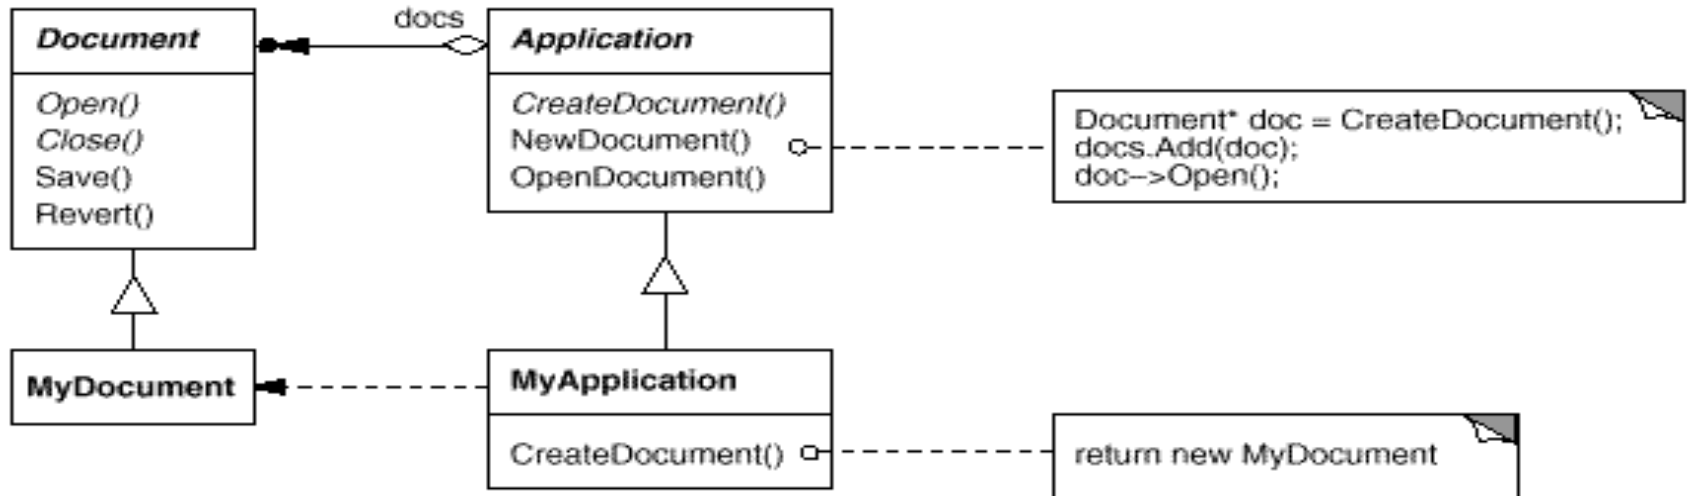 docs
Document
Open()
Close()
Save()
Revert()
Application
CreateDocument()
NewDocument()
OpenDocument()
Document* doc = CreateDocument();
docs.Add(doc);
doc–>Open();
MyDocument
MyApplication
CreateDocument()
return new MyDocument